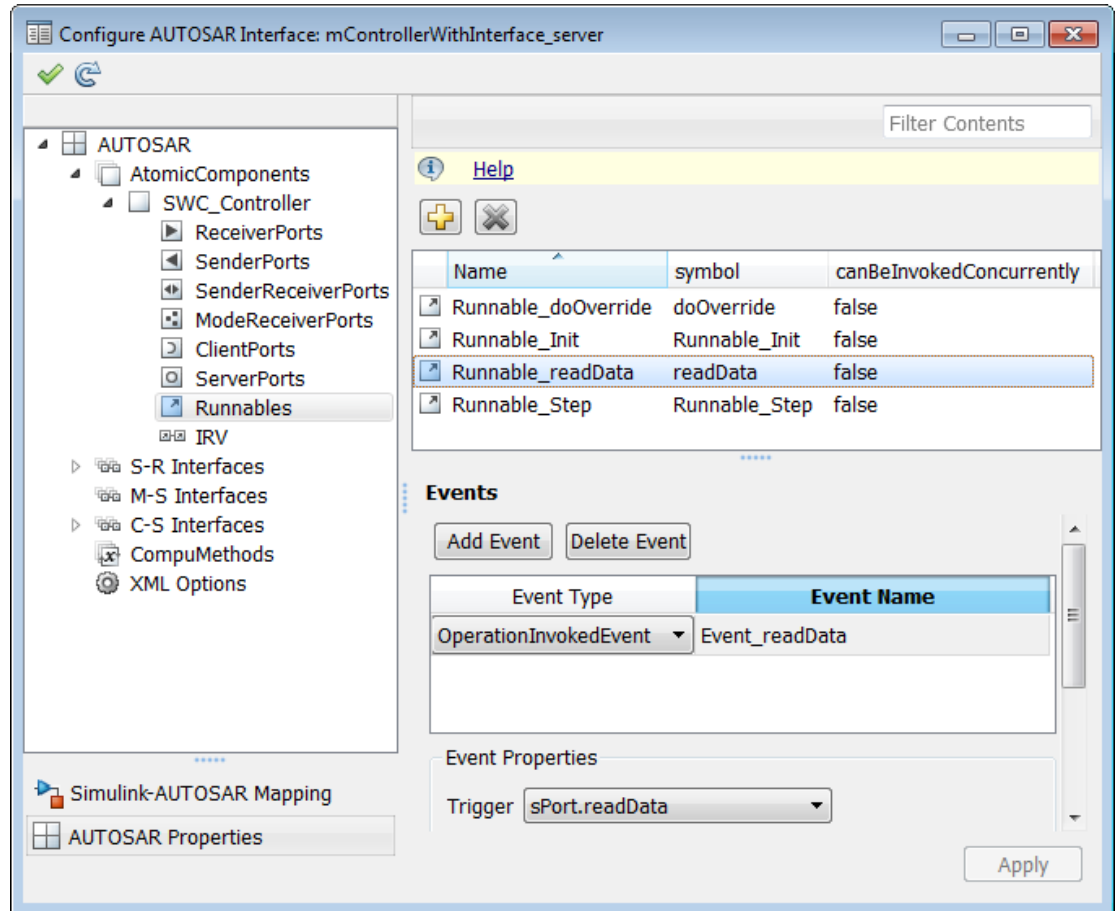 Configure AUTOSAR Interface: mControllerWithInterface_server
Filter Contents
AUTOSAR
AtomicComponents
SWC_Controller
ReceiverPorts
SenderPorts
SenderReceiverPorts
ModeReceiverPorts
ClientPorts
ServerPorts
Runnables
IRV
S-R Interfaces
M-S Interfaces
C-S Interfaces
CompuMethods
XML Options
Simulink-AUTOSAR Mapping
AUTOSAR Properties
Help
Name symbol canBeInvokedConcurrently
Runnable_doOverride doOverride false
Runnable_Init Runnable_Init false
Runnable_readData readData false
Runnable_Step Runnable_Step false
Events
Add Event Delete Event
Event Type Event Name
OperationInvokedEvent Event_readData
Event Properties
Trigger sPort.readData
Apply